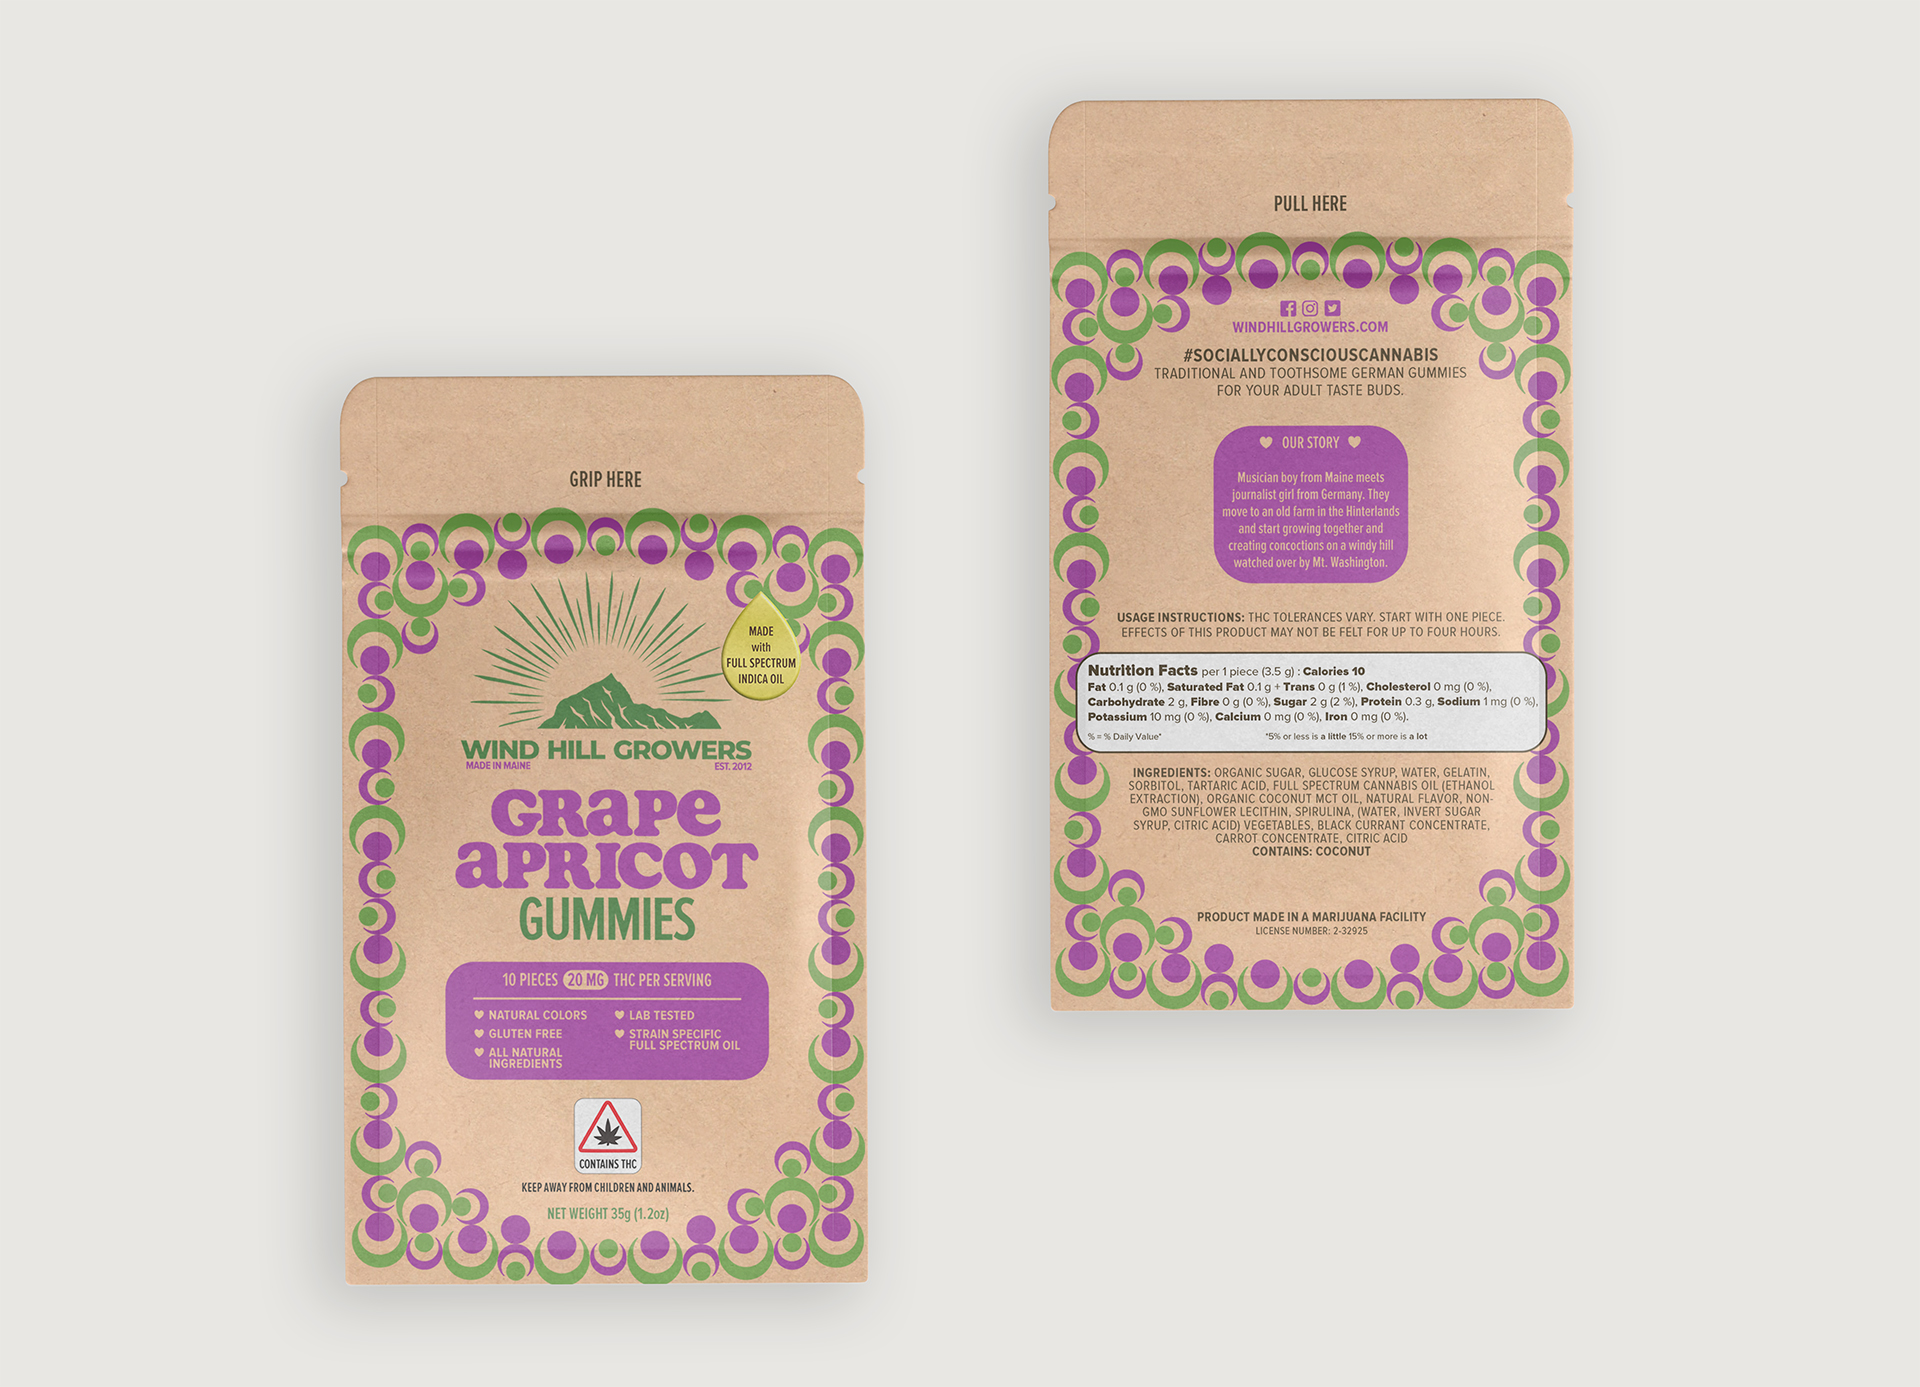 GRIP HERE
MADE
with
FULL SPECTRUM
INDICA OIL
WIND HILL GROWERS
MADE IN MAINE
EST. 2012
GRAPE
APRICOT
GUMMIES
10 PIECES 20 MG THC PER SERVING
NATURAL COLORS
GLUTEN FREE
ALL NATURAL
INGREDIENTS
LAB TESTED
STRAIN SPECIFIC
FULL SPECTRUM OIL
CONTAINS THC
KEEP AWAY FROM CHILDREN AND ANIMALS.
NET WEIGHT 35g (1.2oz)
PULL HERE
WINDHILLGROWERS.COM
#SOCIALLYCONSCIOUSCANNABIS
TRADITIONAL AND TOOTHSOME GERMAN GUMMIES
FOR YOUR ADULT TASTE BUDS.
OUR STORY
Musician boy from Maine meets
journalist girl from Germany. They
move to an old farm in the Hinterlands
and start growing together and
creating concoctions on a windy hill
watched over by Mt. Washington.
USAGE INSTRUCTIONS: THC TOLERANCES VARY. START WITH ONE PIECE.
EFFECTS OF THIS PRODUCT MAY NOT BE FELT FOR UP TO FOUR HOURS.
Nutrition Facts per 1 piece (3.5 g) : Calories 10
Fat 0.1 g (0 %), Saturated Fat 0.1 g + Trans 0 g (1 %), Cholesterol 0 mg (0 %),
Carbohydrate 2 g, Fibre 0 g (0 %), Sugar 2 g (2 %), Protein 0.3 g, Sodium 1 mg (0 %),
Potassium 10 mg (0 %), Calcium 0 mg (0 %), Iron 0 mg (0 %).
% = % Daily Value* *5% or less is a little 15% or more is a lot
INGREDIENTS: ORGANIC SUGAR, GLUCOSE SYRUP, WATER, GELATIN,
SORBITOL, TARTARIC ACID, FULL SPECTRUM CANNABIS OIL (ETHANOL
EXTRACTION), ORGANIC COCONUT MCT OIL, NATURAL FLAVOR, NON-
GMO SUNFLOWER LECITHIN, SPIRULINA, (WATER, INVERT SUGAR
SYRUP, CITRIC ACID) VEGETABLES, BLACK CURRANT CONCENTRATE,
CARROT CONCENTRATE, CITRIC ACID
CONTAINS: COCONUT
PRODUCT MADE IN A MARIJUANA FACILITY
LICENSE NUMBER: 2-32925